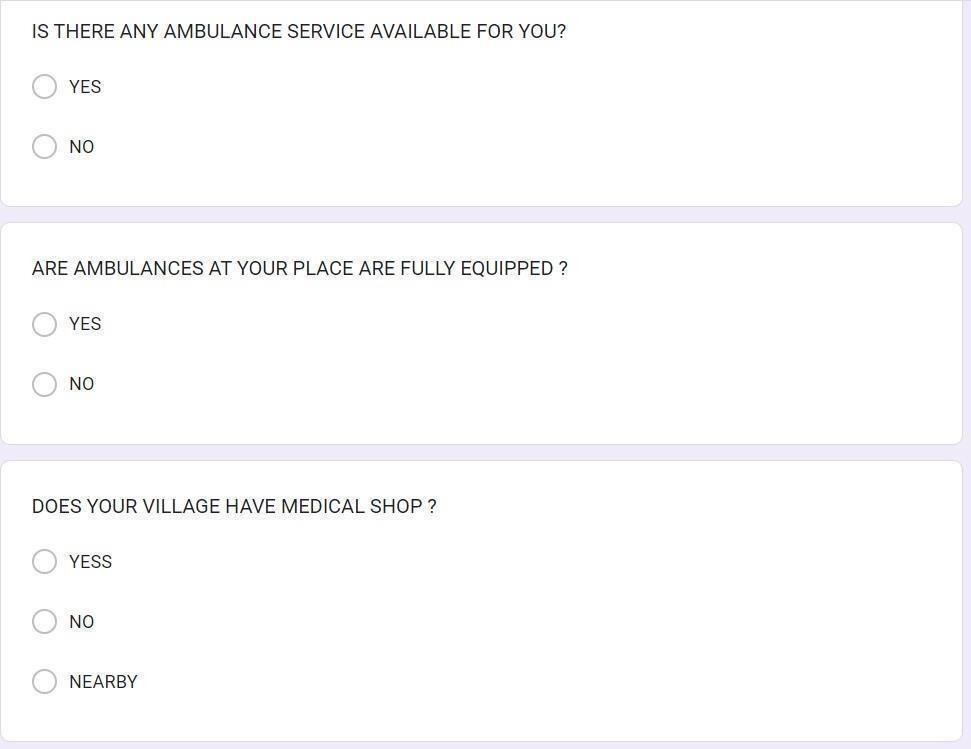 IS THERE ANY AMBULANCE SERVICE AVAILABLE FOR YOU?
YES
NO
ARE AMBULANCES AT YOUR PLACE ARE FULLY EQUIPPED ?
YES
NO
DOES YOUR VILLAGE HAVE MEDICAL SHOP ?
YESS
NO
NEARBY